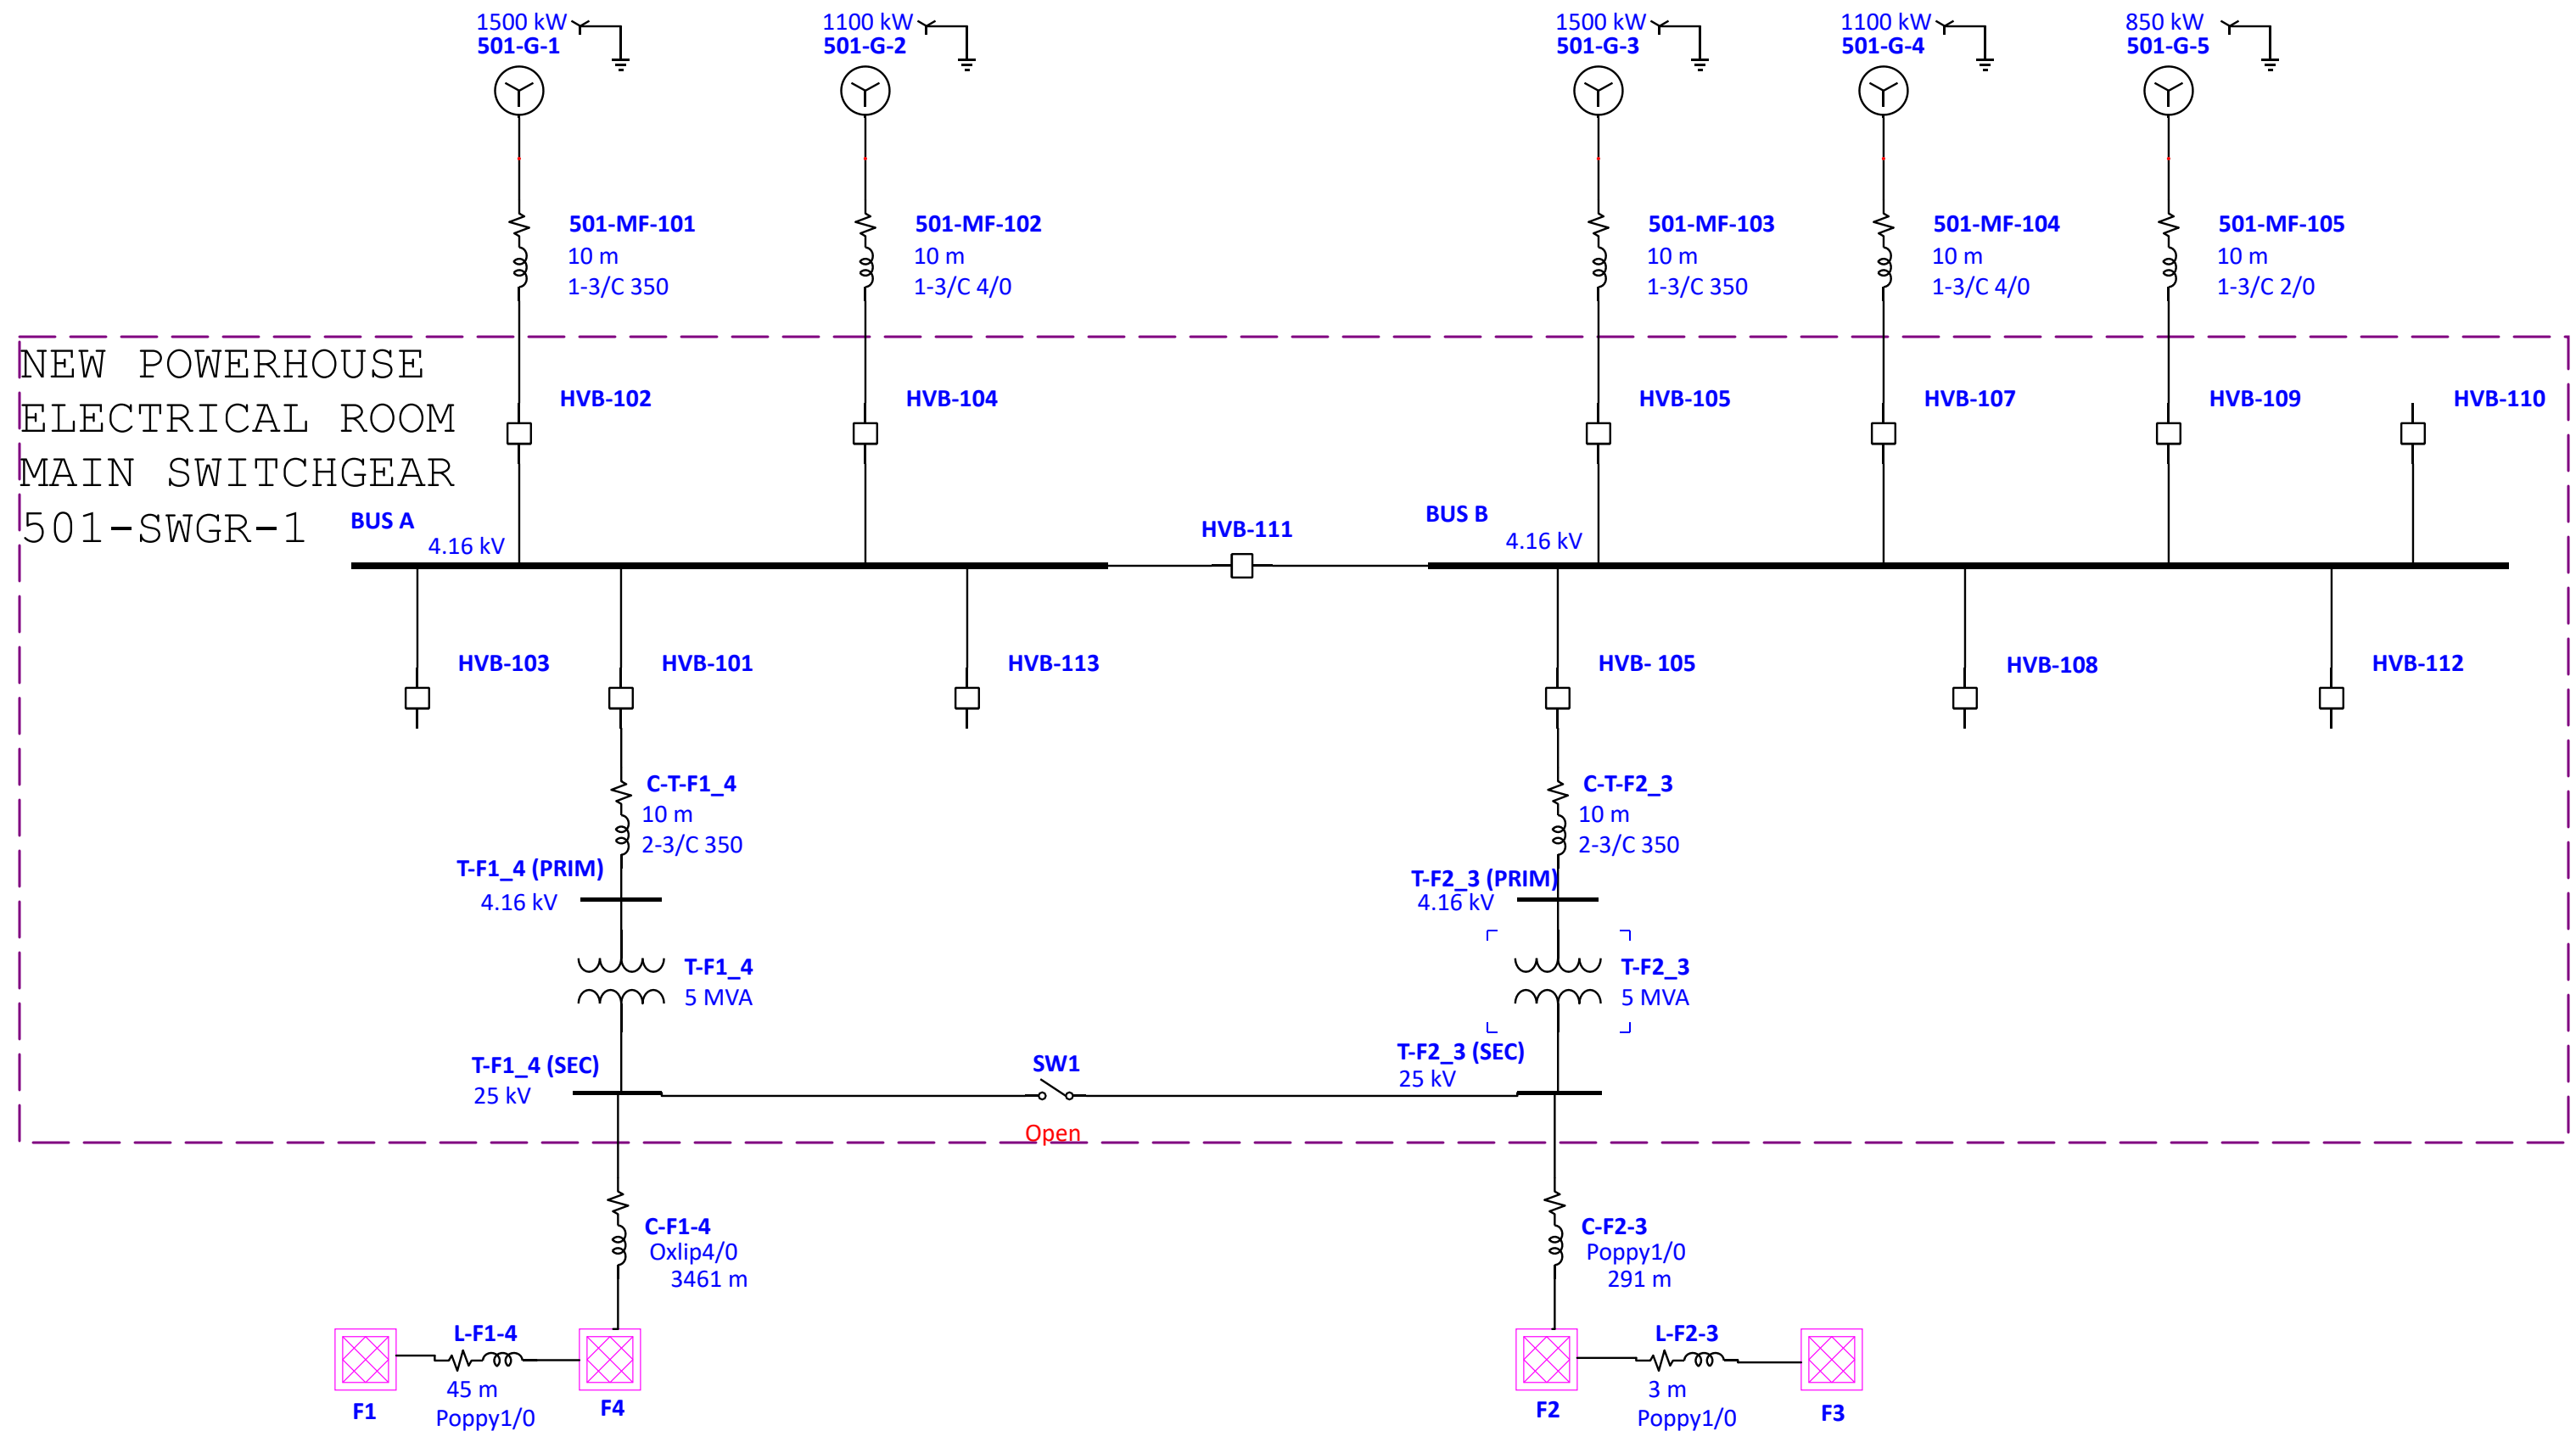 1500 kW
501-G-1
1100 kW
501-G-2
1500 kW
501-G-3
1100 kW
501-G-4
850 kW
501-G-5
501-MF-101
10 m
1-3/C 350
501-MF-102
10 m
1-3/C 4/0
501-MF-103
10 m
1-3/C 350
501-MF-104
10 m
1-3/C 4/0
501-MF-105
10 m
1-3/C 2/0
NEW POWERHOUSE
ELECTRICAL ROOM
MAIN SWITCHGEAR
501-SWGR-1
HVB-102
HVB-104
HVB-105
HVB-107
HVB-109
HVB-110
BUS A
4.16 kV
HVB-111
BUS B
4.16 kV
HVB-103
HVB-101
HVB-113
HVB- 105
HVB-108
HVB-112
C-T-F1_4
10 m
2-3/C 350
C-T-F2_3
10 m
2-3/C 350
T-F1_4 (PRIM)
4.16 kV
T-F2_3 (PRIM)
4.16 kV
T-F1_4
5 MVA
T-F2_3
5 MVA
T-F1_4 (SEC)
25 kV
SW1
Open
T-F2_3 (SEC)
25 kV
C-F1-4
Oxlip4/0
3461 m
C-F2-3
Poppy1/0
291 m
L-F1-4
45 m
Poppy1/0
F1
F4
L-F2-3
3 m
Poppy1/0
F2
F3